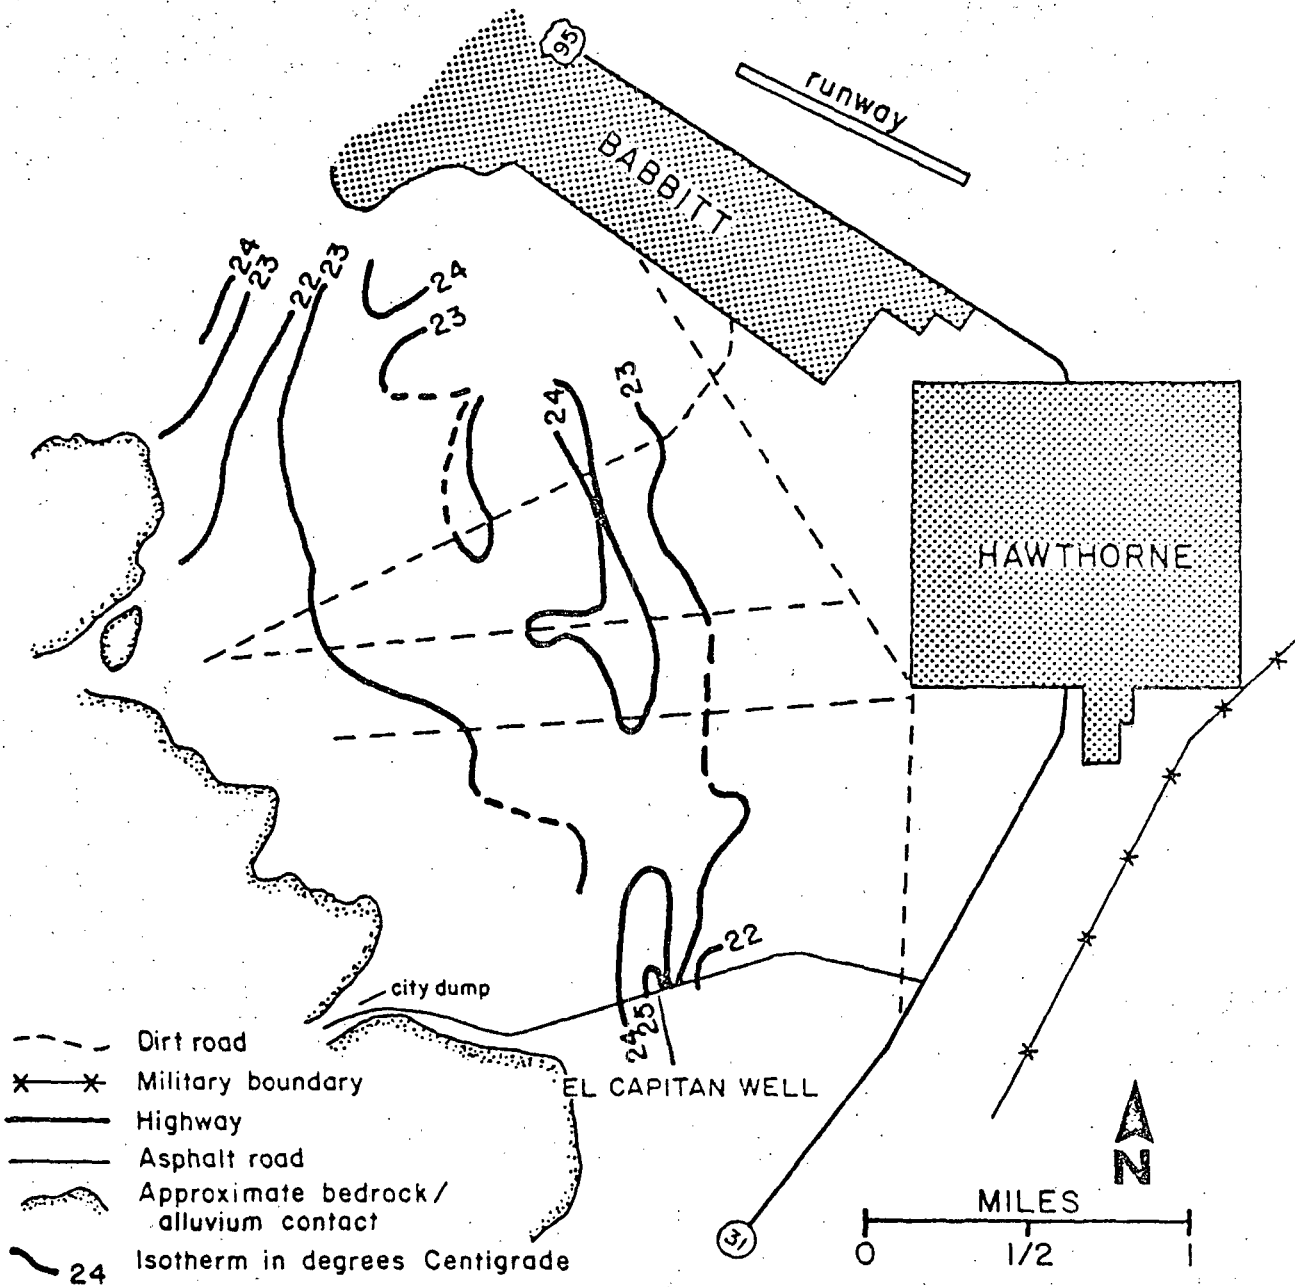 95
runway
BABBITT
24
23
22
23
24
23
24
23
HAWTHORNE
22
city dump
24
25
EL CAPITAN WELL
Dirt road
Military boundary
Highway
Asphalt road
Approximate bedrock/
alluvium contact
24 Isotherm in degrees Centigrade
31
N
MILES
0 1/2 1